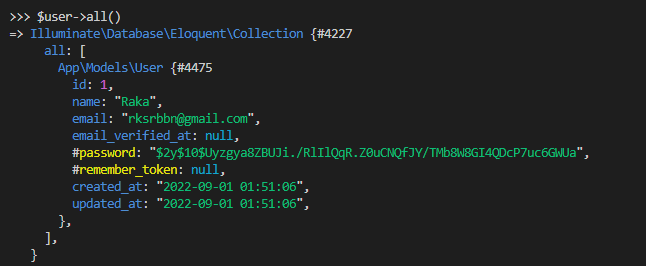 >>> $user->all()
=> Illuminate\Database\Eloquent\Collection {#4227
all: [
App\Models\User {#4475
id: 1,
name: "Raka",
email: "rksrbbn@gmail.com",
email_verified_at: null,
#password: "$2y$10$Uyzgya8ZBUJi./RlIlQqR.Z0uCNQfJY/TMb8W8GI4QDcP7uc6GWUa",
#remember_token: null,
created_at: "2022-09-01 01:51:06",
updated_at: "2022-09-01 01:51:06",
},
],
}